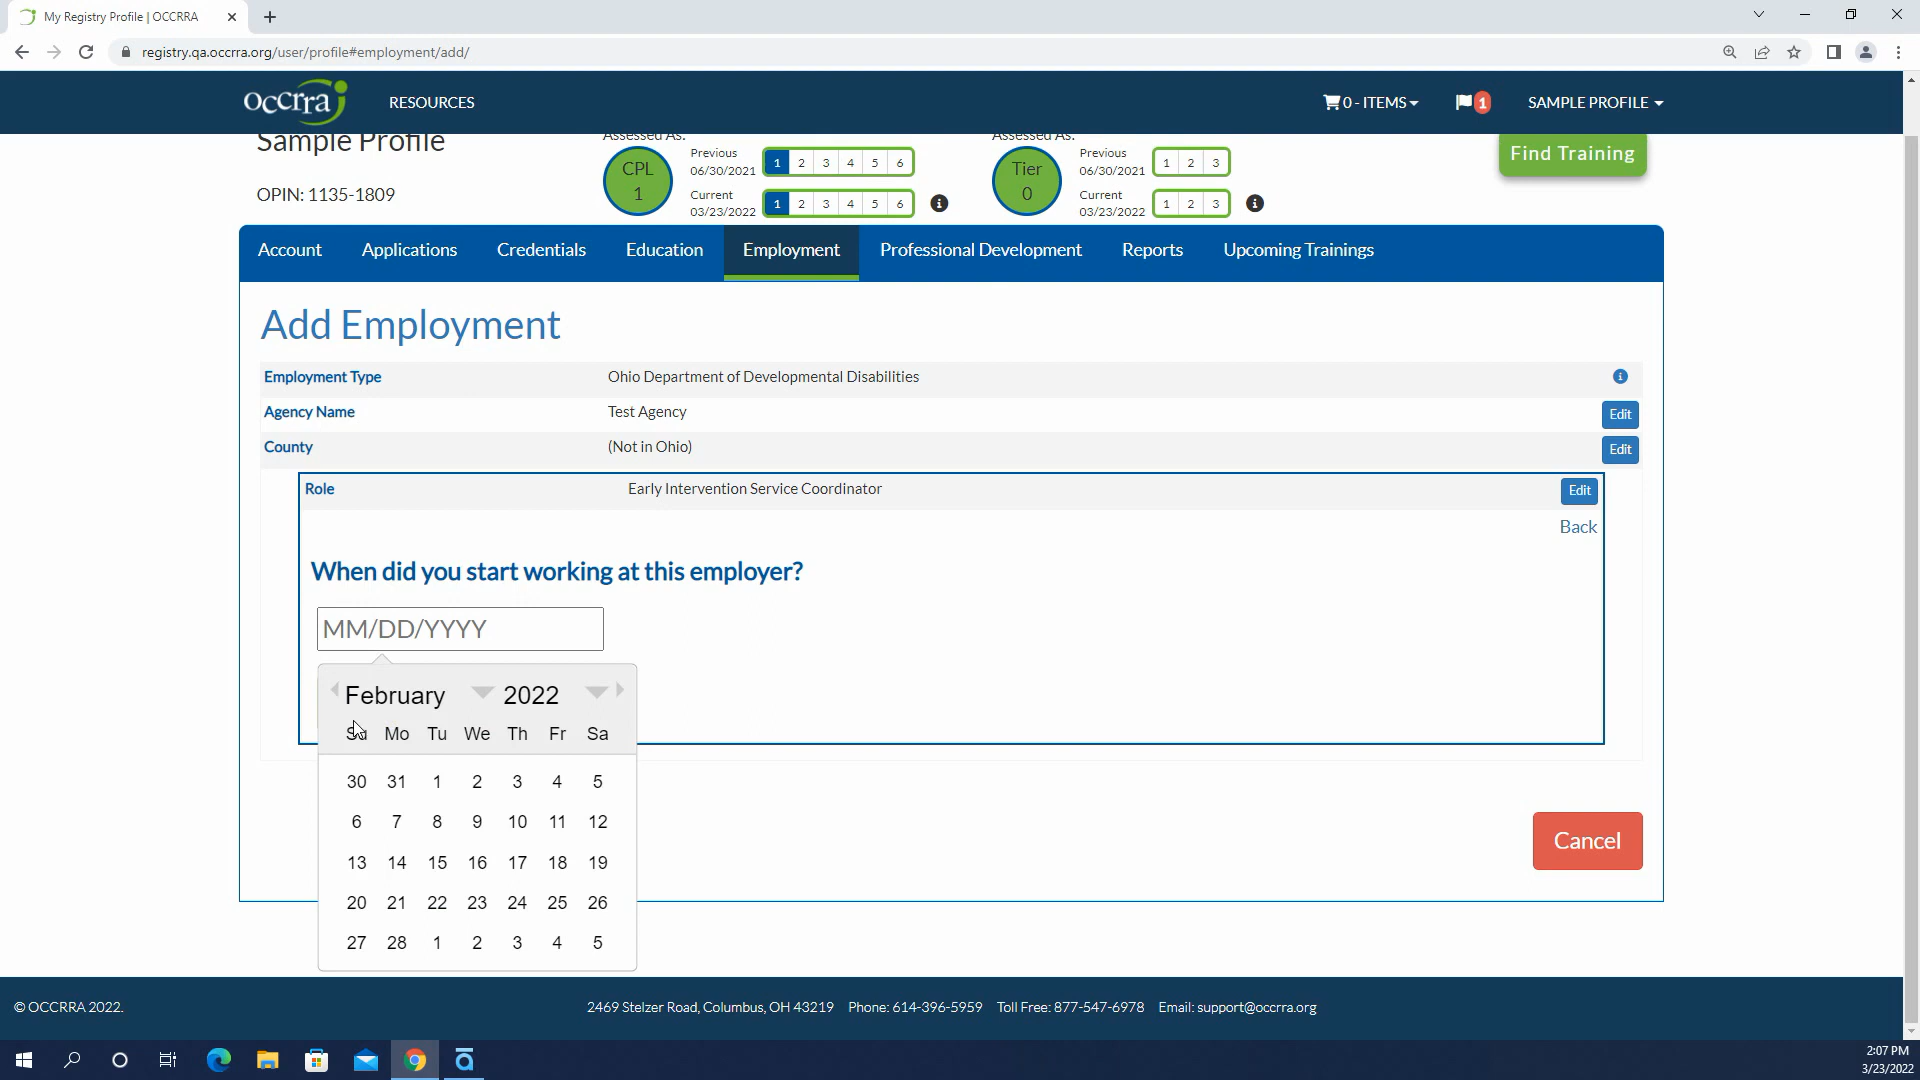 My Registry Profile | OCCRRA
registry.qa.occrra.org/user/profile#employment/add/
occrra
RESOURCES
0 - ITEMS
1
SAMPLE PROFILE
Sample Profile
OPIN: 1135-1809
Assessed As:
CPL
1
Previous
06/30/2021
1 2 3 4 5 6
Current
03/23/2022
1 2 3 4 5 6
Assessed As:
Tier
0
Previous
06/30/2021
1 2 3
Current
03/23/2022
1 2 3
Find Training
Account Applications Credentials Education Employment Professional Development Reports Upcoming Trainings
Add Employment
Employment Type Ohio Department of Developmental Disabilities
Agency Name Test Agency Edit
County (Not in Ohio) Edit
Role Early Intervention Service Coordinator Edit
Back
When did you start working at this employer?
MM/DD/YYYY
February 2022
Su Mo Tu We Th Fr Sa
30 31 1 2 3 4 5
6 7 8 9 10 11 12
13 14 15 16 17 18 19
20 21 22 23 24 25 26
27 28 1 2 3 4 5
Cancel
© OCCRRA 2022. 2469 Stelzer Road, Columbus, OH 43219 Phone: 614-396-5959 Toll Free: 877-547-6978 Email: support@occrra.org
2:07 PM
3/23/2022